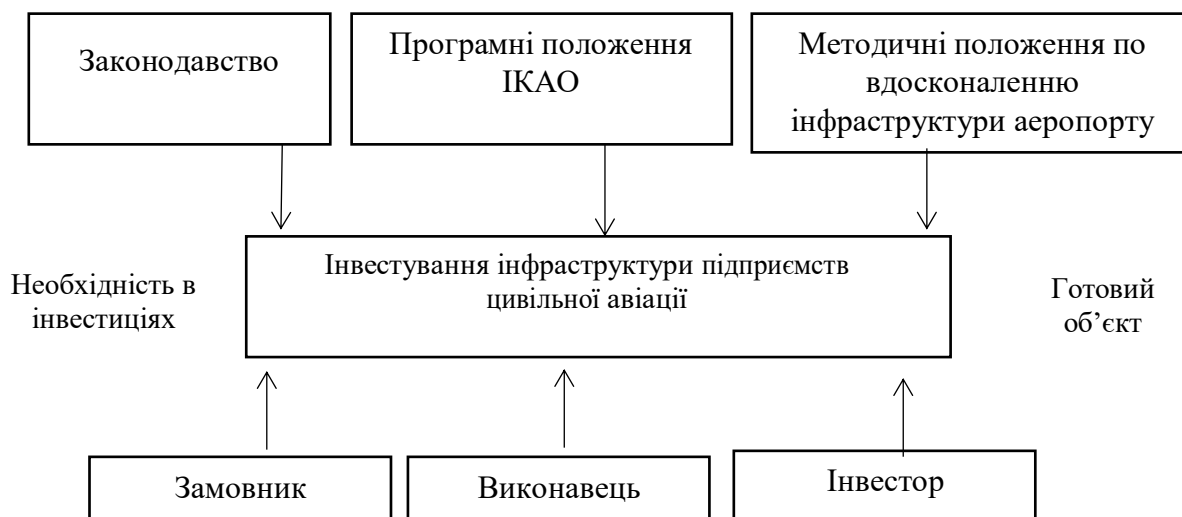 Законодавство
Програмні положення
ІКАО
Методичні положення по
вдосконаленню
інфраструктури аеропорту
Необхідність в
інвестиціях
Інвестування інфраструктури підприємств
цивільної авіації
Готовий
об’єкт
Замовник
Виконавець
Інвестор